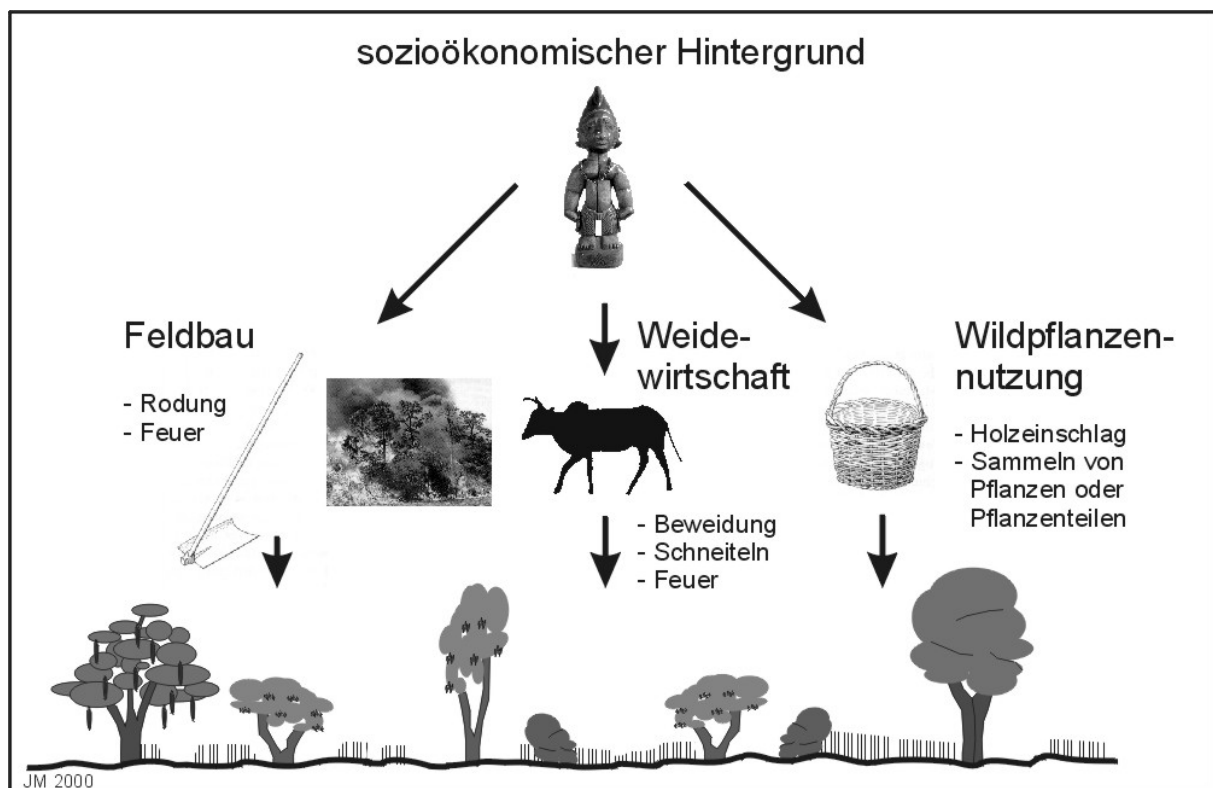 sozioökonomischer Hintergrund
Feldbau
- Rodung
- Feuer
Weide-
wirtschaft
- Beweidung
- Schneiteln
- Feuer
Wildpflanzen-
nutzung
- Holzeinschlag
- Sammeln von
Pflanzen oder
Pflanzenteilen
JM 2000